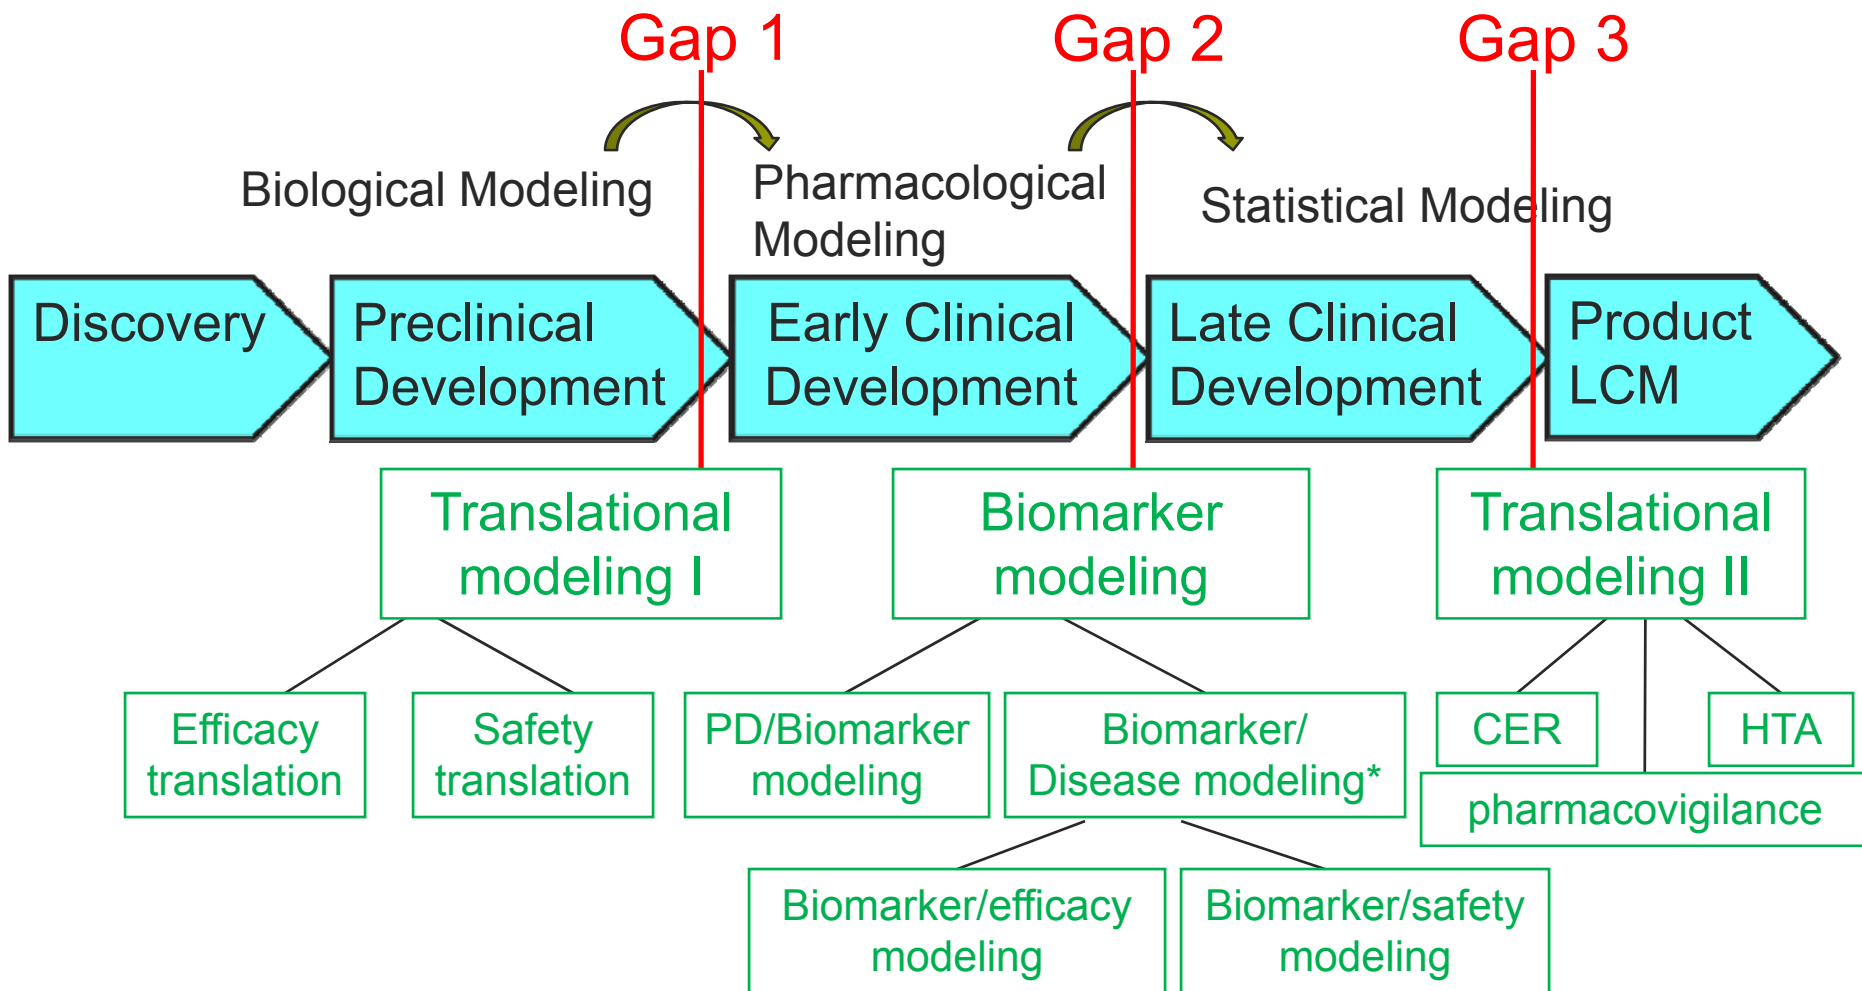 Gap 1
Gap 2
Gap 3
Biological Modeling
Pharmacological
Modeling
Statistical Modeling
Discovery
Preclinical
Development
Early Clinical
Development
Late Clinical
Development
Product
LCM
Translational
modeling I
Biomarker
modeling
Translational
modeling II
Efficacy
translation
Safety
translation
PD/Biomarker
modeling
Biomarker/
Disease modeling*
CER
HTA
pharmacovigilance
Biomarker/efficacy
modeling
Biomarker/safety
modeling